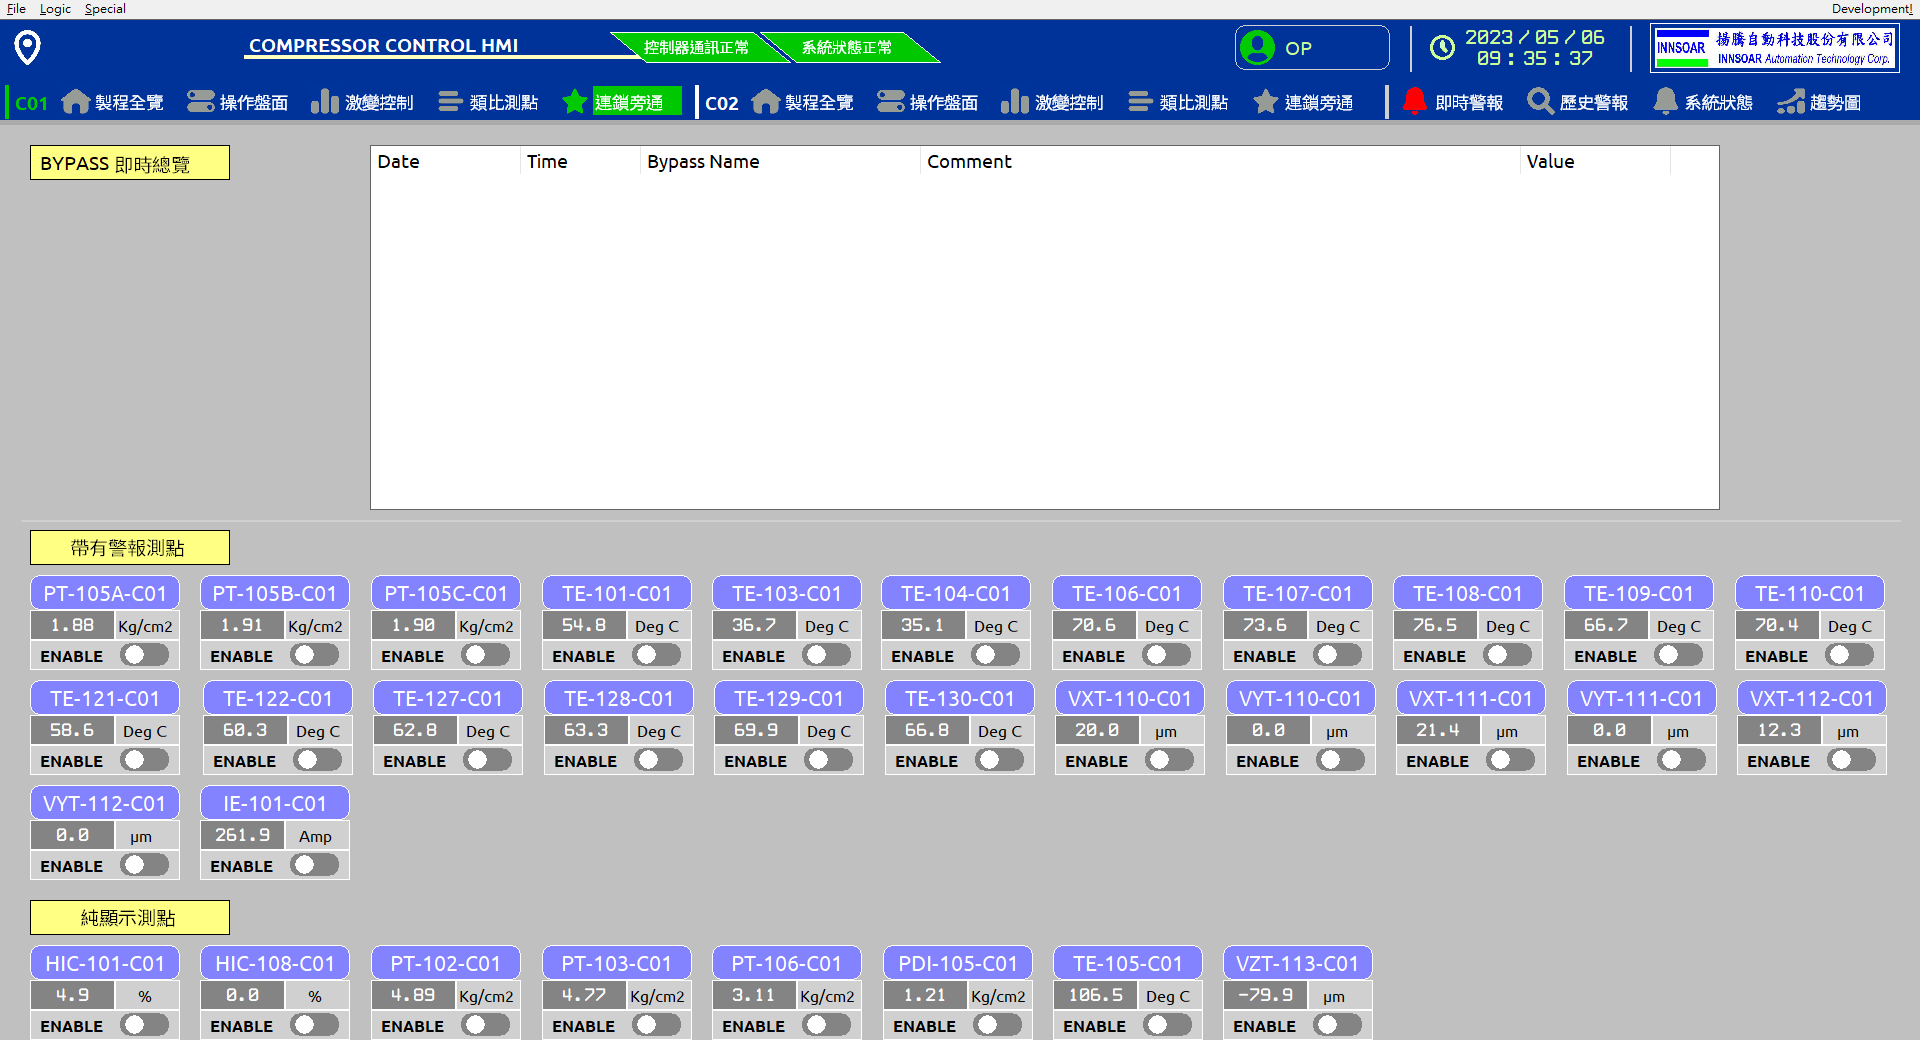 File Logic Special Development!
COMPRESSOR CONTROL HMI 控制器通訊正常 系統狀態正常 OP 2023/05/06
09:35:37
INNSOAR 揚騰自動科技股份有限公司
INNSOAR Automation Technology Corp.
C01 製程全覽 操作盤面 激變控制 類比測點 連鎖旁通 C02 製程全覽 操作盤面 激變控制 類比測點 連鎖旁通 即時警報 歷史警報 系統狀態 趨勢圖
BYPASS 即時總覽
Date Time Bypass Name Comment Value
帶有警報測點
PT-105A-C01 PT-105B-C01 PT-105C-C01 TE-101-C01 TE-103-C01 TE-104-C01 TE-106-C01 TE-107-C01 TE-108-C01 TE-109-C01 TE-110-C01
1.88 Kg/cm2 1.91 Kg/cm2 1.90 Kg/cm2 54.8 Deg C 36.7 Deg C 35.1 Deg C 70.6 Deg C 73.6 Deg C 76.5 Deg C 66.7 Deg C 70.4 Deg C
ENABLE ENABLE ENABLE ENABLE ENABLE ENABLE ENABLE ENABLE ENABLE ENABLE ENABLE
TE-121-C01 TE-122-C01 TE-127-C01 TE-128-C01 TE-129-C01 TE-130-C01 VXT-110-C01 VYT-110-C01 VXT-111-C01 VYT-111-C01 VXT-112-C01
58.6 Deg C 60.3 Deg C 62.8 Deg C 63.3 Deg C 69.9 Deg C 66.8 Deg C 20.0 µm 0.0 µm 21.4 µm 0.0 µm 12.3 µm
ENABLE ENABLE ENABLE ENABLE ENABLE ENABLE ENABLE ENABLE ENABLE ENABLE ENABLE
VYT-112-C01 IE-101-C01
0.0 µm 261.9 Amp
ENABLE ENABLE
純顯示測點
HIC-101-C01 HIC-108-C01 PT-102-C01 PT-103-C01 PT-106-C01 PDI-105-C01 TE-105-C01 VZT-113-C01
4.9 % 0.0 % 4.89 Kg/cm2 4.77 Kg/cm2 3.11 Kg/cm2 1.21 Kg/cm2 106.5 Deg C -79.9 µm
ENABLE ENABLE ENABLE ENABLE ENABLE ENABLE ENABLE ENABLE